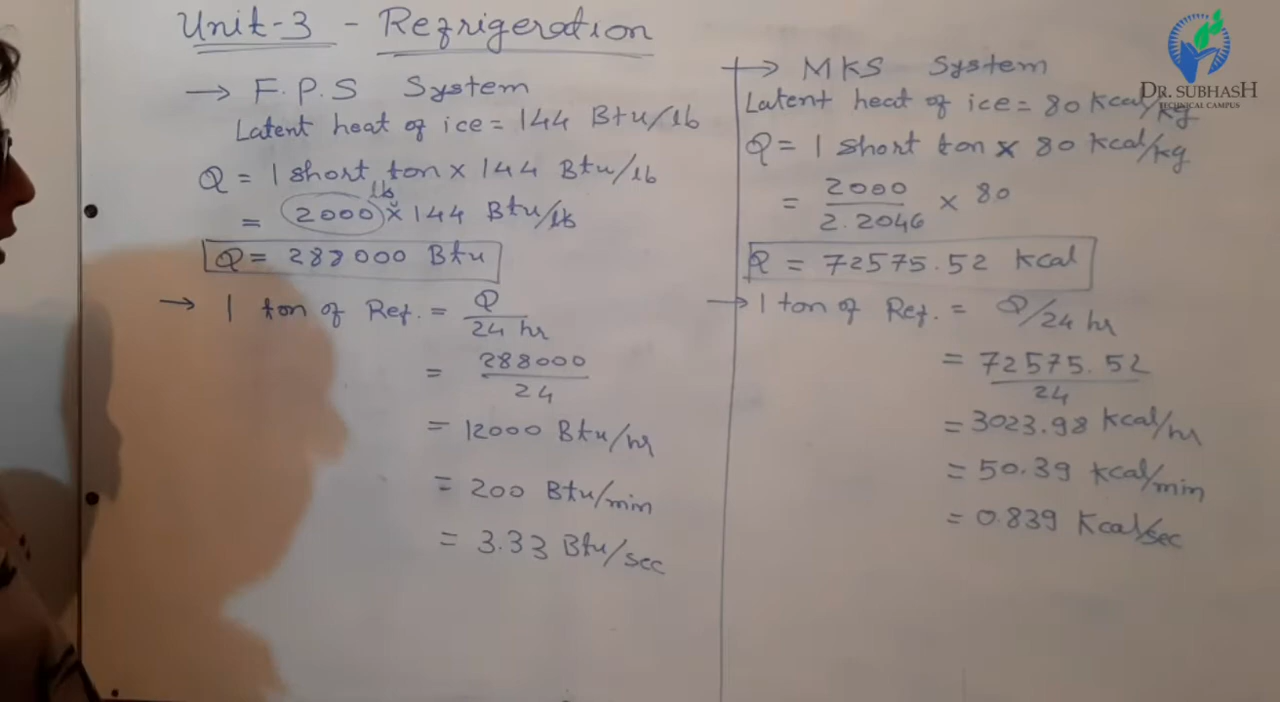 Unit-3 - Refrigeration
→ F.P.S System
Latent heat of ice = 144 Btu/lb
Q = 1 short ton x 144 Btu/lb
lb
= 2000 x 144 Btu/lb
Q = 288000 Btu
→ 1 ton of Ref. = Q
24 hr
= 288000
24
= 12000 Btu/hr
= 200 Btu/min
= 3.33 Btu/sec
→ MKS System
Latent heat of ice = 80 Kcal/kg
Q = 1 short ton x 80 Kcal/kg
= 2000 x 80
2.2046
Q = 72575.52 Kcal
→ 1 ton of Ref. = Q/24 hr
= 72575.52
24
= 3023.98 Kcal/hr
= 50.39 Kcal/min
= 0.839 Kcal/sec
DR. SUBHASH
TECHNICAL CAMPUS